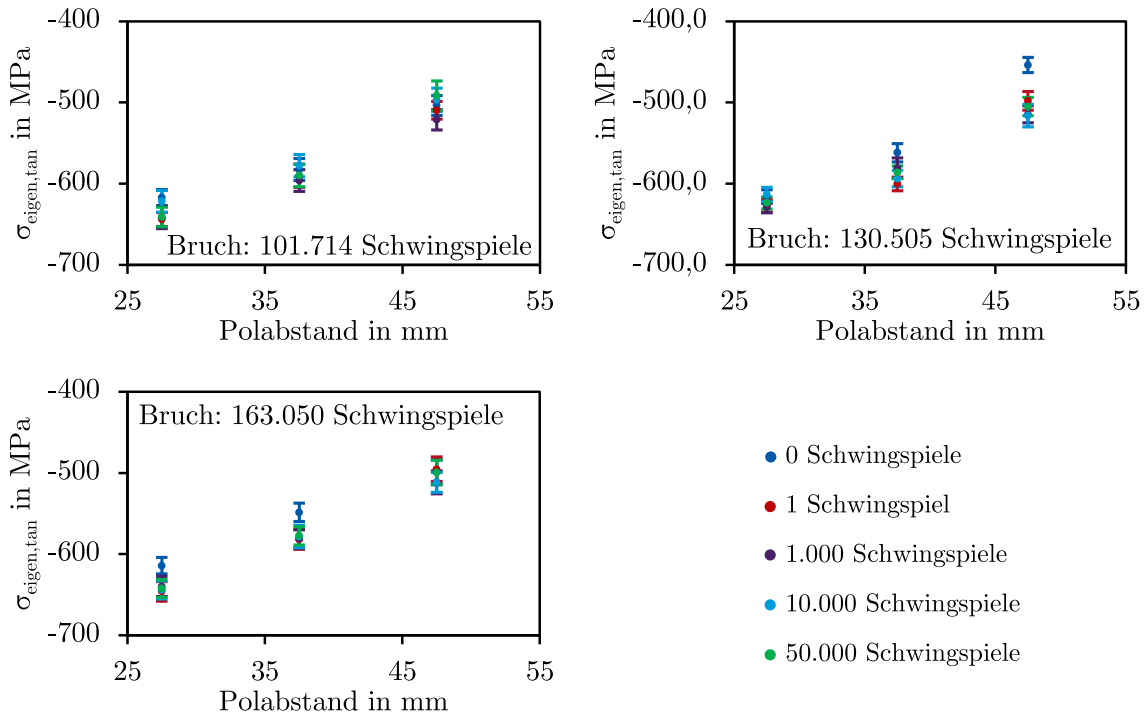 -400
-500
-600
-700
σeigen,tan in MPa
Bruch: 101.714 Schwingspiele
25 35 45 55
Polabstand in mm
-400,0
-500,0
-600,0
-700,0
σeigen,tan in MPa
Bruch: 130.505 Schwingspiele
25 35 45 55
Polabstand in mm
-400
-500
-600
-700
σeigen,tan in MPa
Bruch: 163.050 Schwingspiele
25 35 45 55
Polabstand in mm
0 Schwingspiele
1 Schwingspiel
1.000 Schwingspiele
10.000 Schwingspiele
50.000 Schwingspiele